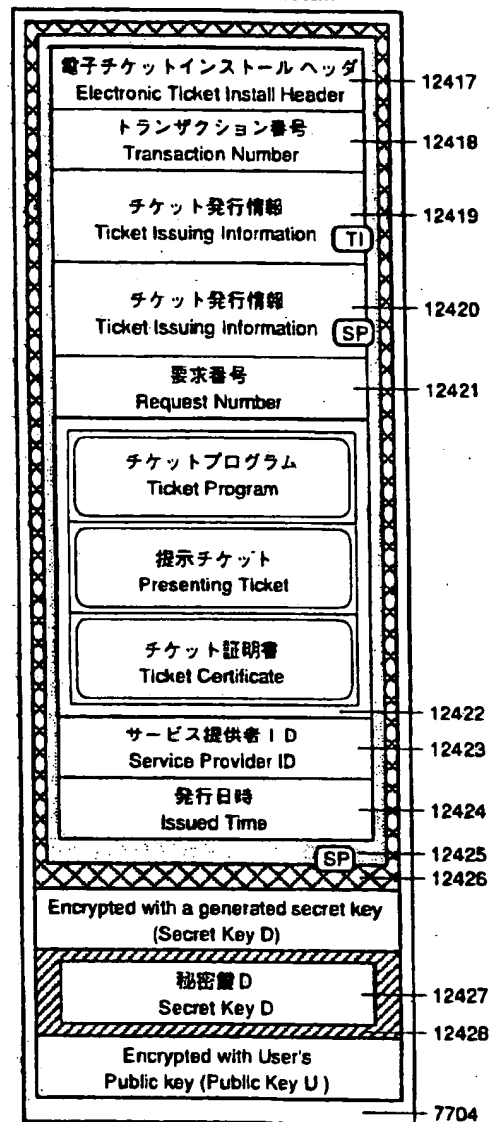 電子チケットインストール ヘッダ
Electronic Ticket Install Header
12417
トランザクション番号
Transaction Number
12418
チケット発行情報
Ticket Issuing Information
TI
12419
チケット発行情報
Ticket Issuing Information
SP
12420
要求番号
Request Number
12421
チケットプログラム
Ticket Program
提示チケット
Presenting Ticket
チケット証明書
Ticket Certificate
12422
サービス提供者 ID
Service Provider ID
12423
発行日時
Issued Time
12424
SP
12425
12426
Encrypted with a generated secret key
(Secret Key D)
秘密鍵 D
Secret Key D
12427
12428
Encrypted with User's
Public key (Public Key U )
7704